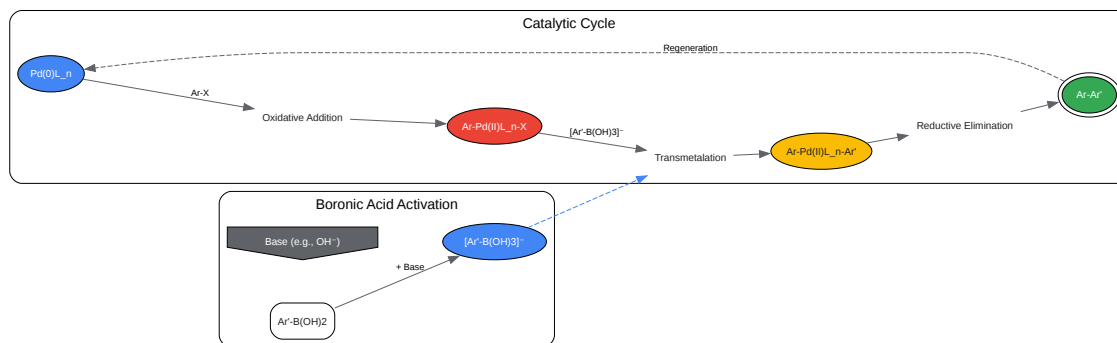 Catalytic Cycle
Regeneration
Pd(0)L_n
Ar-X
Oxidative Addition
Ar-Pd(II)L_n-X
[Ar'-B(OH)3]⁻
Transmetalation
Ar-Pd(II)L_n-Ar'
Reductive Elimination
Ar-Ar'
Boronic Acid Activation
Base (e.g., OH⁻)
[Ar'-B(OH)3]⁻
+ Base
Ar'-B(OH)2